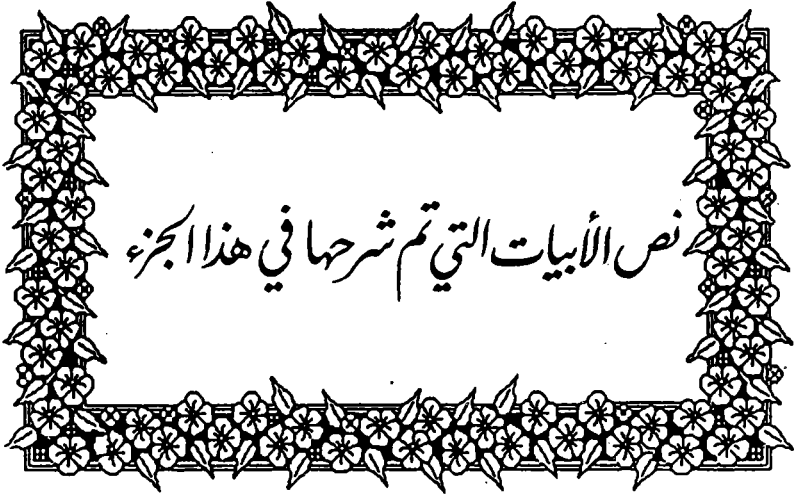 نص الأبيات التي تم شرحها في هذا الجزء